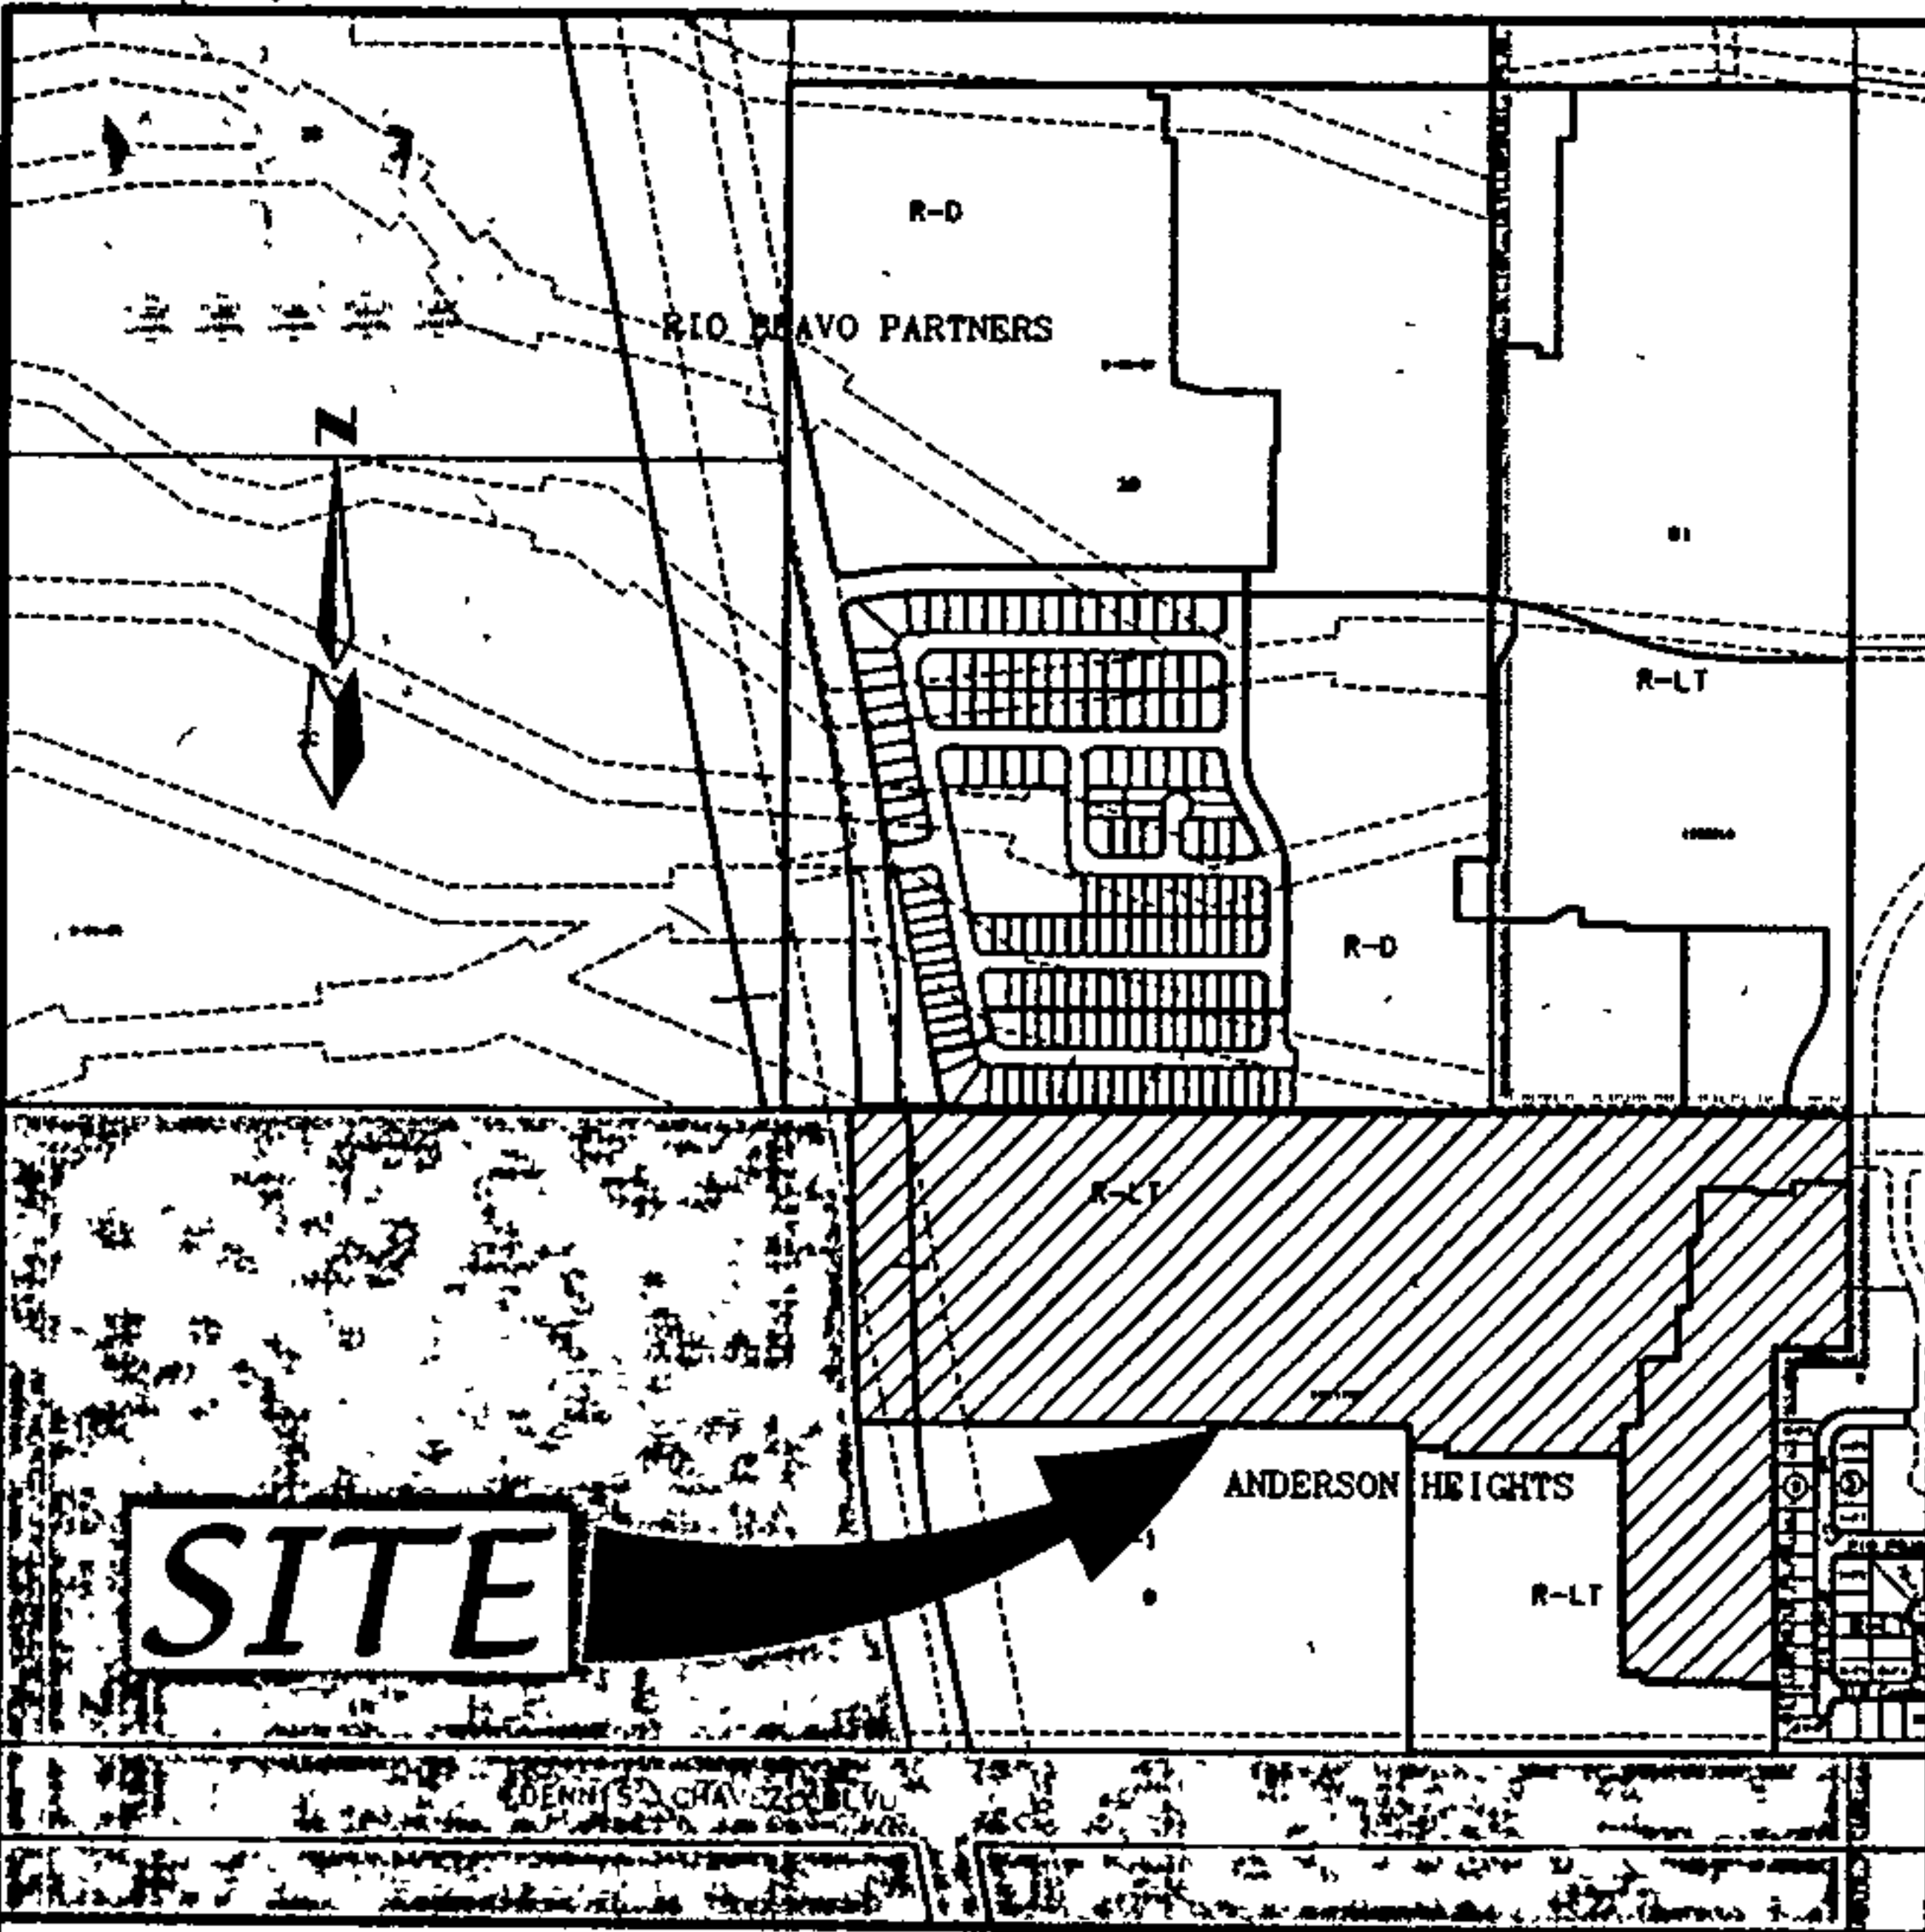 R-D
RIO BRAVO PARTNERS
N
R-LT
R-D
R-LT
ANDERSON HEIGHTS
SITE
R-LT
DENNIS CHAVEZ BLVD